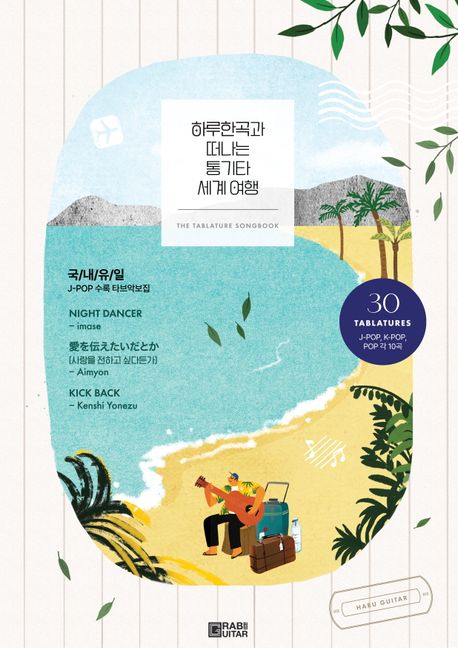 하루한곡과
떠나는
통기타
세계 여행
THE TABLATURE SONGBOOK
국/내/유/일
J-POP 수록 타브악보집
NIGHT DANCER
– imase
愛を伝えたいだとか
(사랑을 전하고 싶다든가)
– Aimyon
KICK BACK
– Kenshi Yonezu
30
TABLATURES
J-POP, K-POP,
POP 각 10곡
HARU GUITAR
GRAB THE
GUITAR